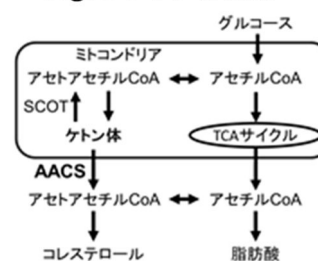 グルコース
ミトコンドリア
アセトアセチルCoA
アセチルCoA
SCOT
ケトン体
TCAサイクル
AACS
アセトアセチルCoA
アセチルCoA
コレステロール
脂肪酸